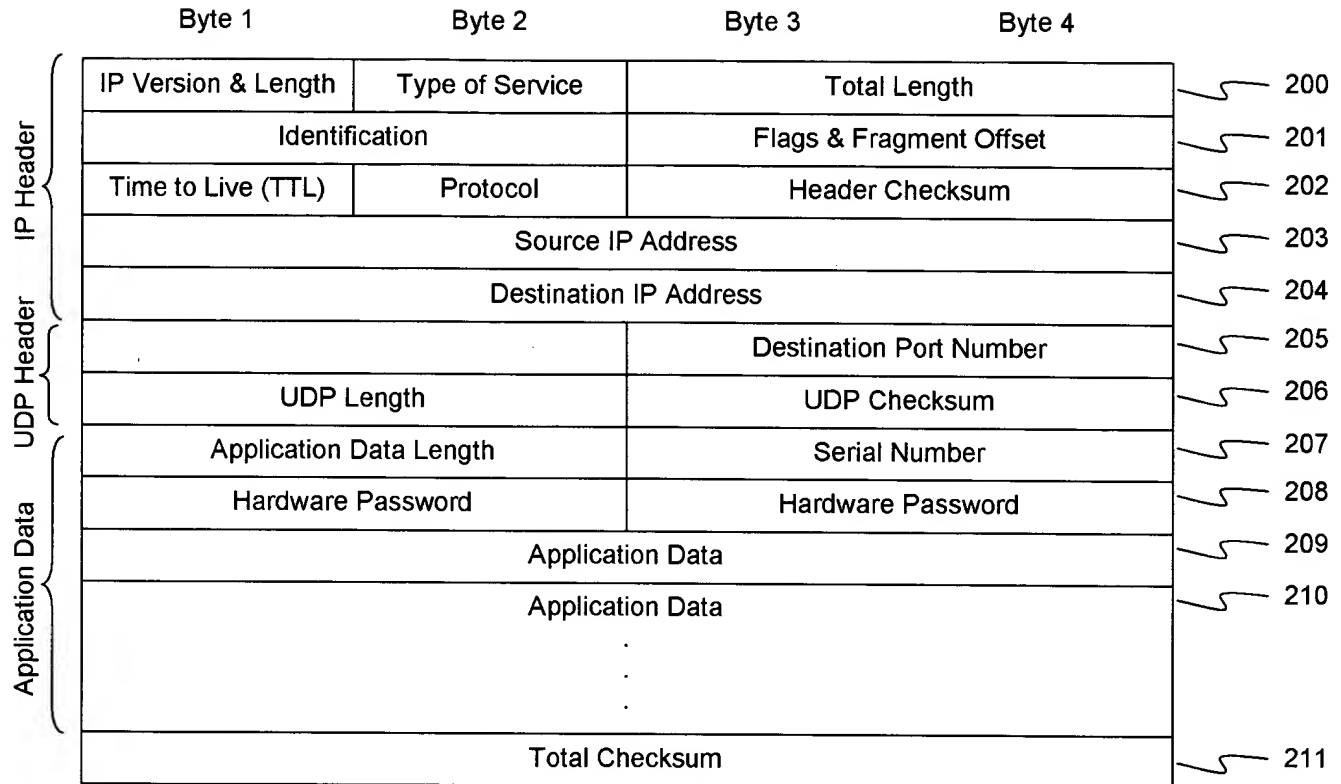 Byte 1 Byte 2 Byte 3 Byte 4
IP Version & Length Type of Service Total Length 200
Identification Flags & Fragment Offset 201
Time to Live (TTL) Protocol Header Checksum 202
Source IP Address 203
Destination IP Address 204
Destination Port Number 205
UDP Length UDP Checksum 206
Application Data Length Serial Number 207
Hardware Password Hardware Password 208
Application Data 209
Application Data 210
.
.
.
Total Checksum 211
IP Header
UDP Header
Application Data